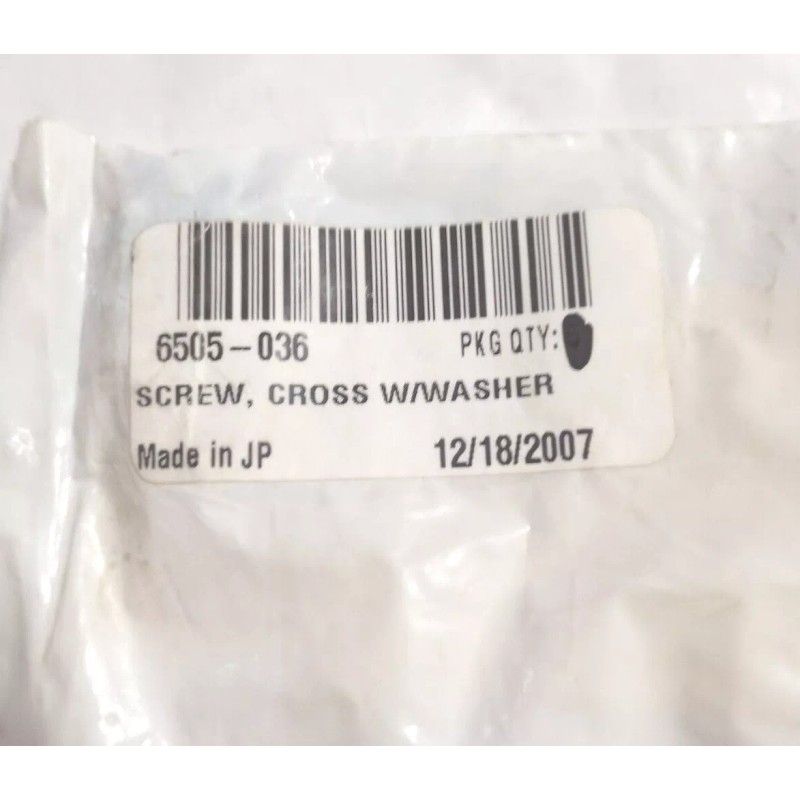 6505-036 PKG QTY:
SCREW, CROSS W/WASHER
Made in JP 12/18/2007